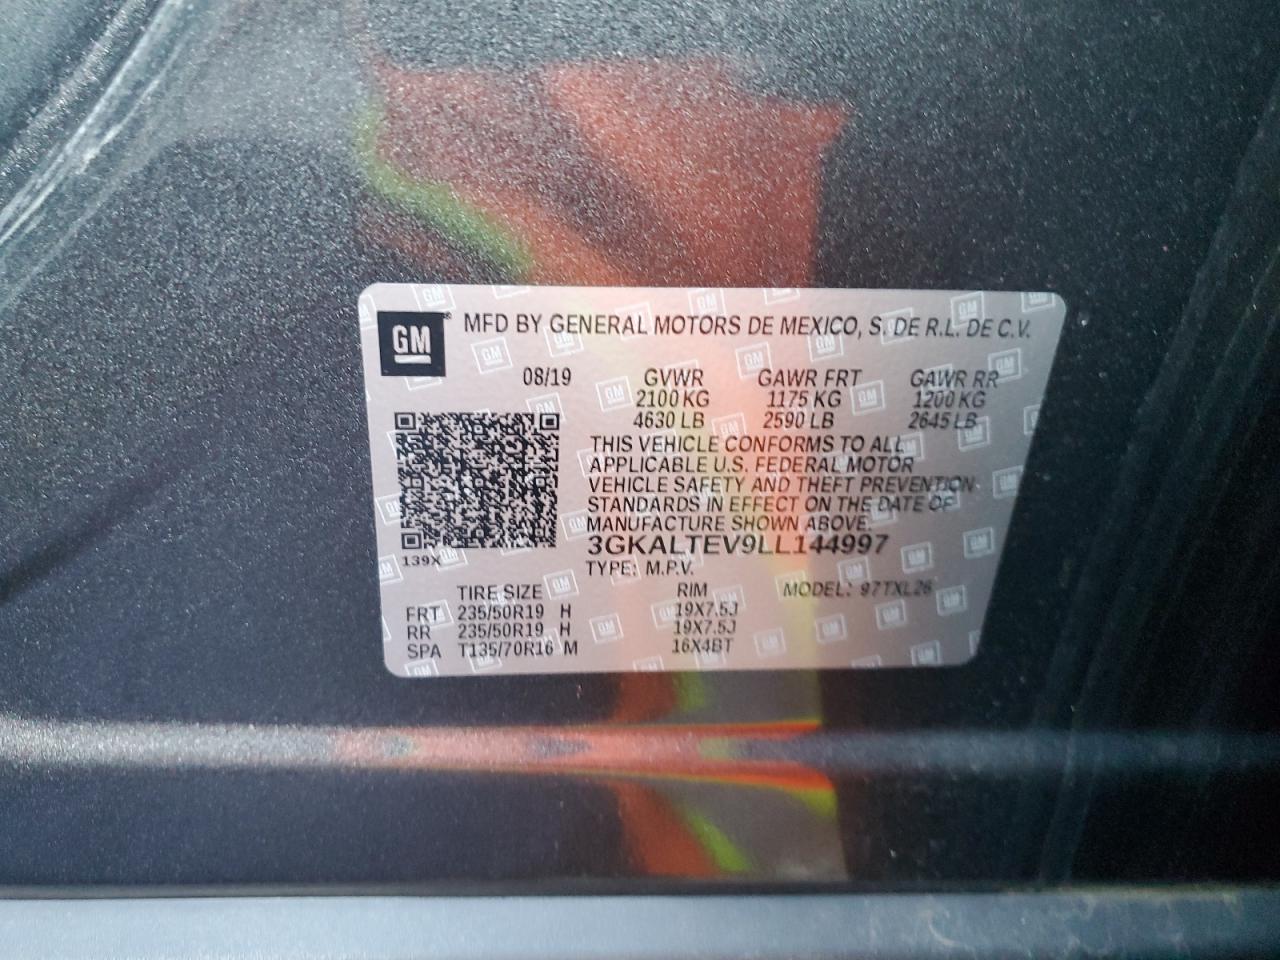 GM® MFD BY GENERAL MOTORS DE MEXICO, S. DE R.L. DE C.V.
08/19 GVWR GAWR FRT GAWR RR
2100 KG 1175 KG 1200 KG
4630 LB 2590 LB 2645 LB
THIS VEHICLE CONFORMS TO ALL
APPLICABLE U.S. FEDERAL MOTOR
VEHICLE SAFETY AND THEFT PREVENTION
STANDARDS IN EFFECT ON THE DATE OF
MANUFACTURE SHOWN ABOVE.
3GKALTEV9LL144997
139X
TYPE: M.P.V.
TIRE SIZE RIM MODEL: 97TXL26
FRT 235/50R19 H 19X7.5J
RR 235/50R19 H 19X7.5J
SPA T135/70R16 M 16X4BT